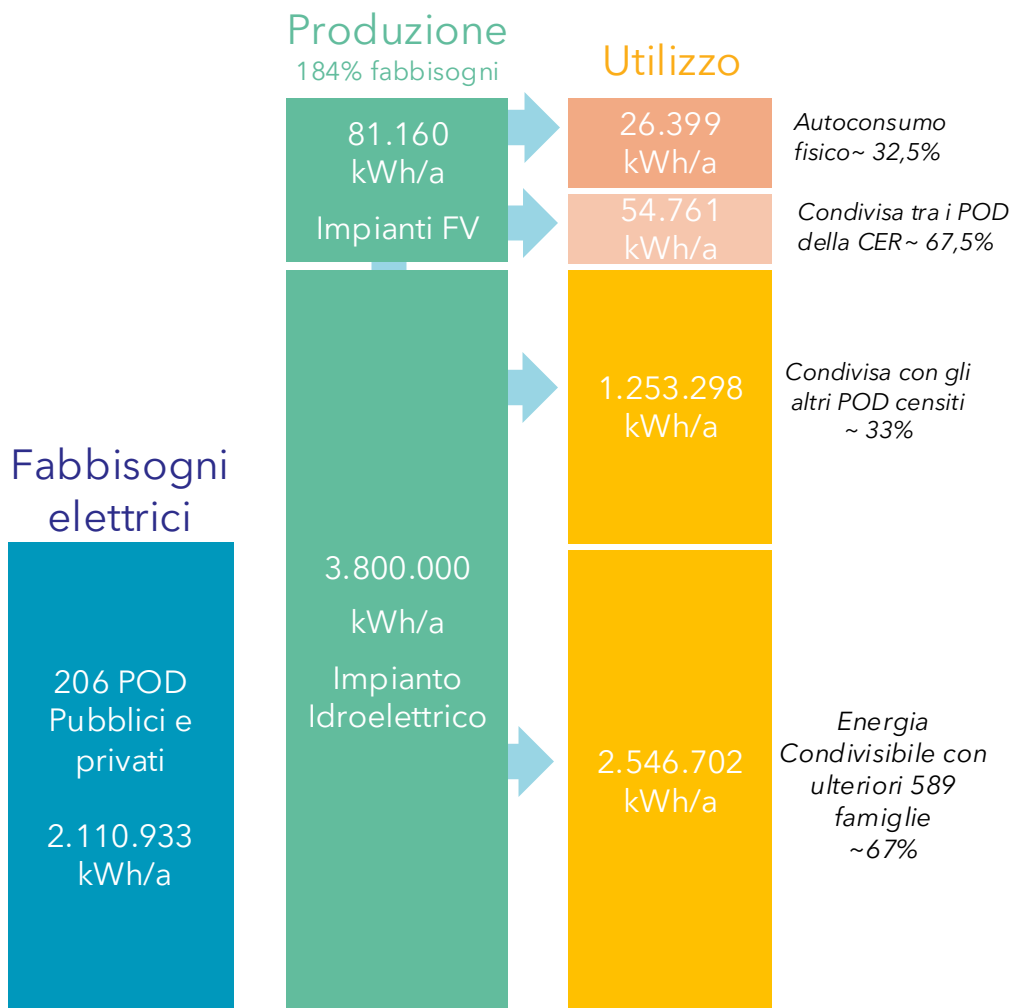 Produzione
184% fabbisogni
Utilizzo
81.160
kWh/a
Impianti FV
26.399
kWh/a
Autoconsumo
fisico~ 32,5%
54.761
kWh/a
Condivisa tra i POD
della CER~ 67,5%
1.253.298
kWh/a
Condivisa con gli
altri POD censiti
~ 33%
Fabbisogni
elettrici
3.800.000
kWh/a
Impianto
Idroelettrico
206 POD
Pubblici e
privati
2.110.933
kWh/a
2.546.702
kWh/a
Energia
Condivisibile con
ulteriori 589
famiglie
~67%